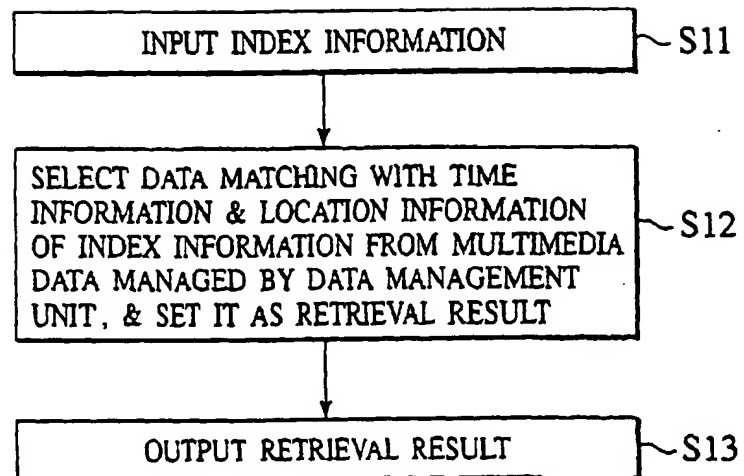 INPUT INDEX INFORMATION
S11
SELECT DATA MATCHING WITH TIME
INFORMATION & LOCATION INFORMATION
OF INDEX INFORMATION FROM MULTIMEDIA
DATA MANAGED BY DATA MANAGEMENT
UNIT, & SET IT AS RETRIEVAL RESULT
S12
OUTPUT RETRIEVAL RESULT
S13